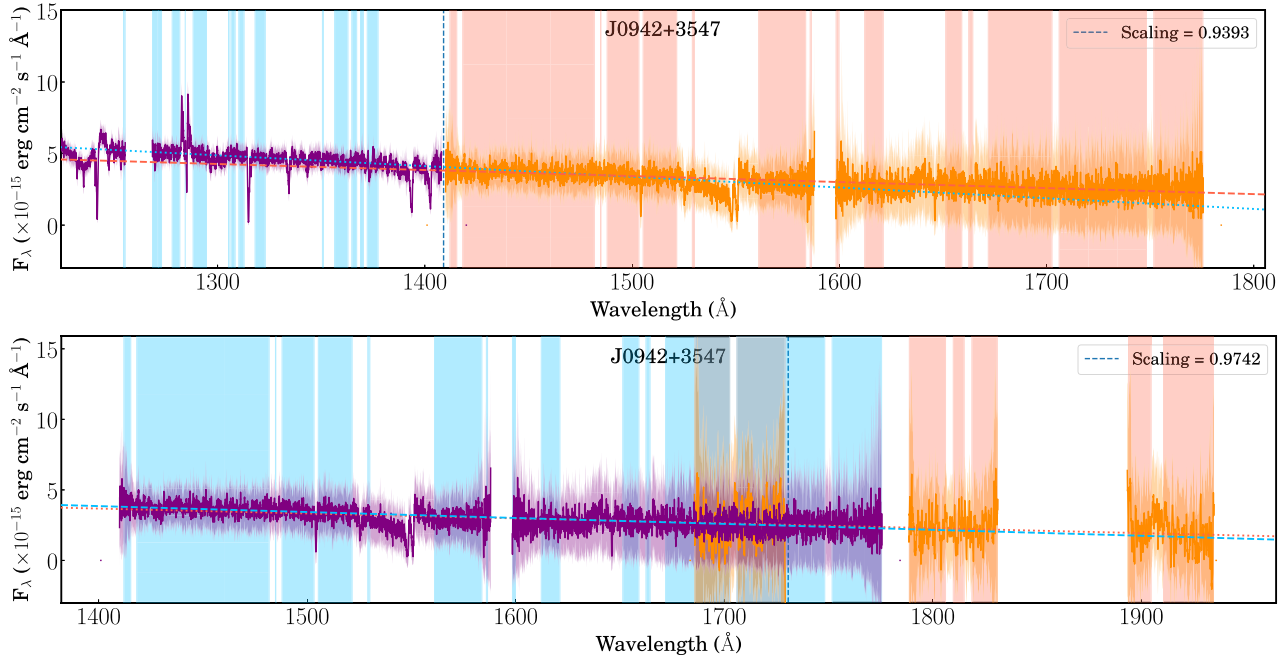 J0942+3547
Scaling = 0.9393
15
10
5
0
F_λ (×10⁻¹⁵ erg cm⁻² s⁻¹ Å⁻¹)
1300 1400 1500 1600 1700 1800
Wavelength (Å)
J0942+3547
Scaling = 0.9742
15
10
5
0
F_λ (×10⁻¹⁵ erg cm⁻² s⁻¹ Å⁻¹)
1400 1500 1600 1700 1800 1900
Wavelength (Å)